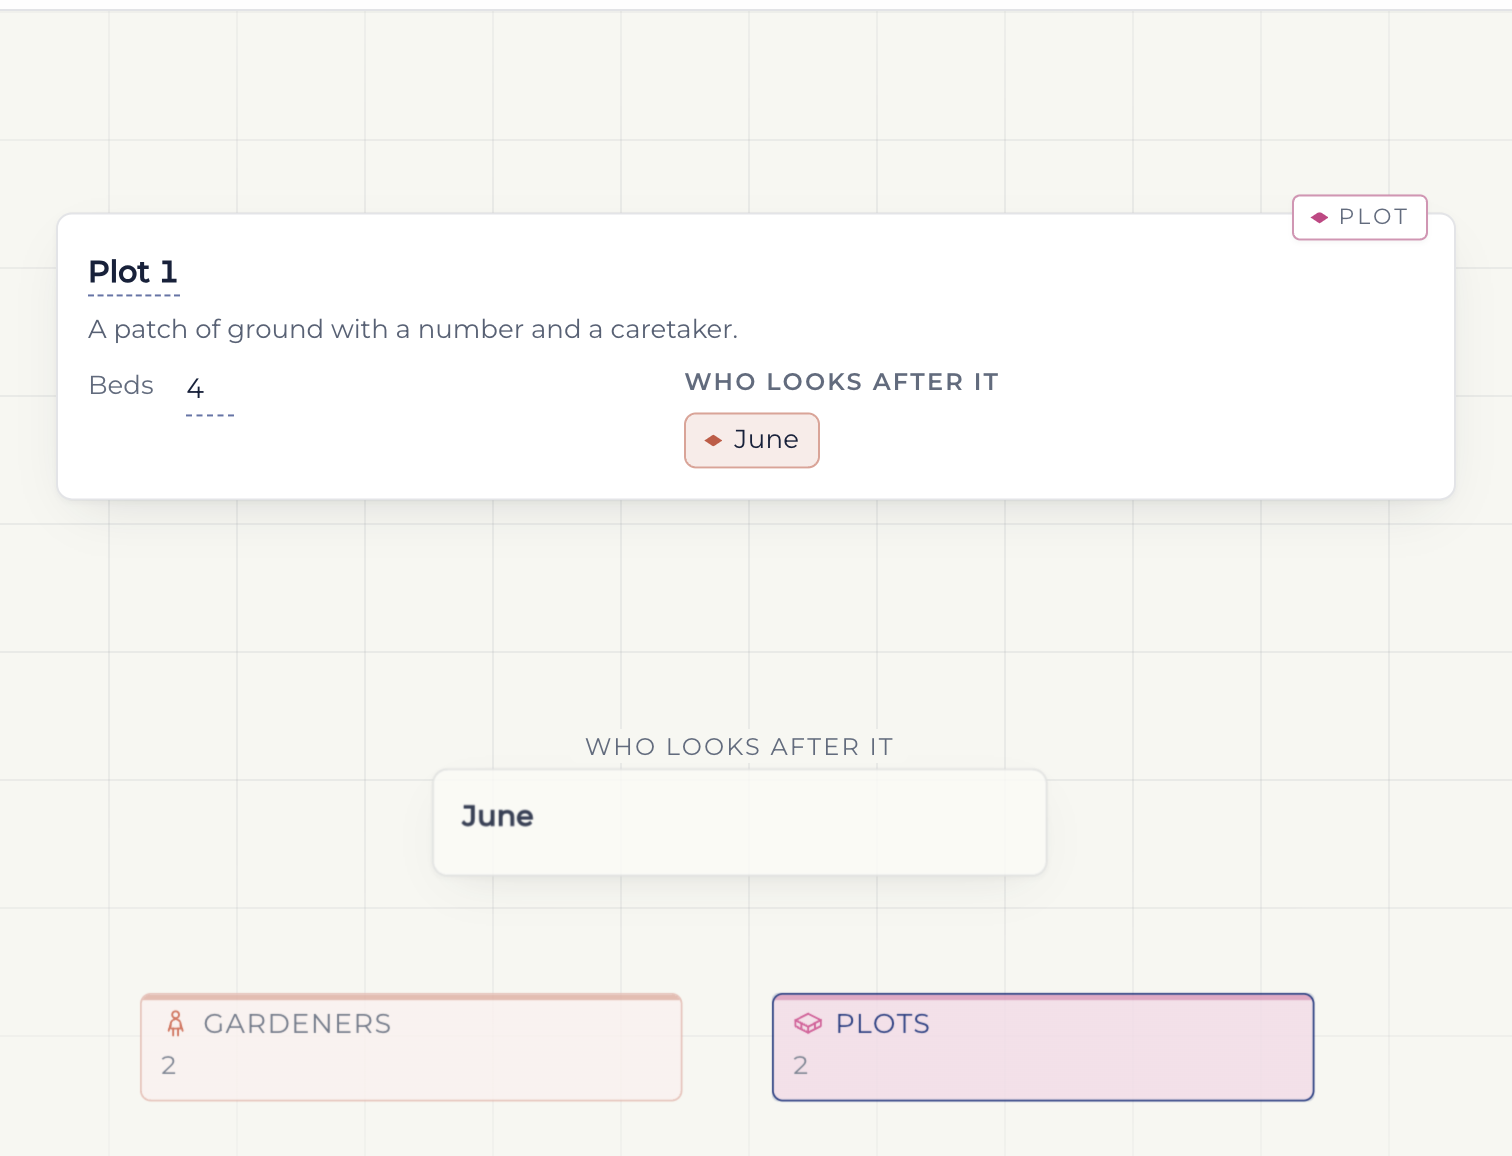 PLOT
Plot 1
A patch of ground with a number and a caretaker.
Beds 4
WHO LOOKS AFTER IT
June
WHO LOOKS AFTER IT
June
GARDENERS
2
PLOTS
2